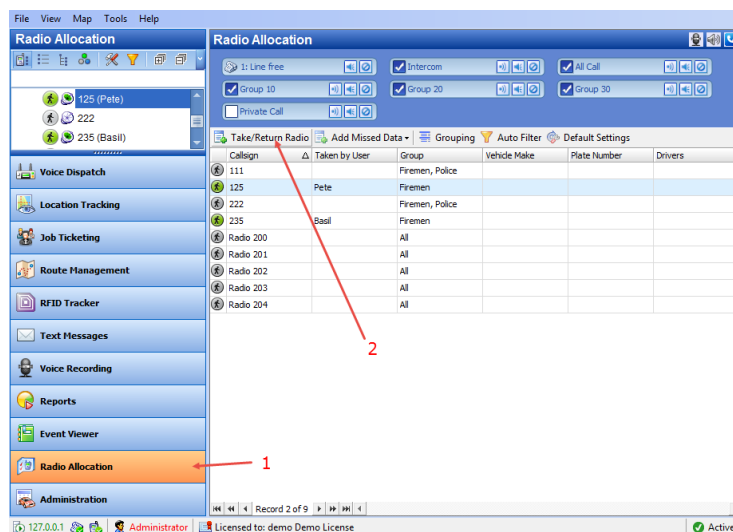 File View Map Tools Help
Radio Allocation
Radio Allocation
1: Line free
Intercom
All Call
Group 10
Group 20
Group 30
Private Call
125 (Pete)
222
235 (Basil)
Take/Return Radio Add Missed Data Grouping Auto Filter Default Settings
Callsign Taken by User Group Vehicle Make Plate Number Drivers
111 Firemen, Police
125 Pete Firemen
222 Firemen, Police
235 Basil Firemen
Radio 200 All
Radio 201 All
Radio 202 All
Radio 203 All
Radio 204 All
Voice Dispatch
Location Tracking
Job Ticketing
Route Management
RFID Tracker
Text Messages
Voice Recording
Reports
Event Viewer
Radio Allocation
Administration
2
1
Record 2 of 9
127.0.0.1 Administrator Licensed to: demo Demo License Active